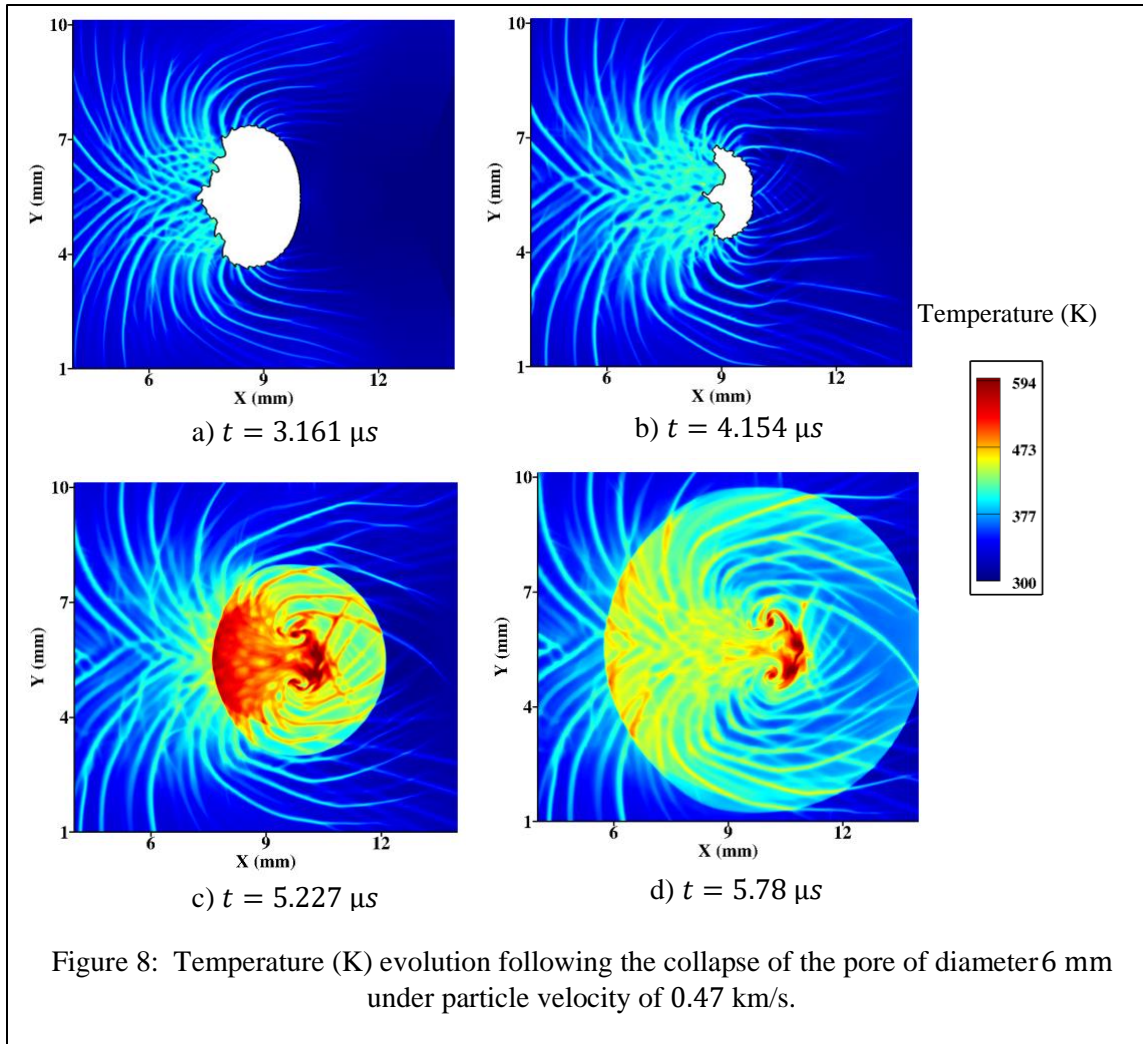 10
7
4
1
Y (mm)
6
9
12
X (mm)
a) t = 3.161 μs
10
7
4
1
Y (mm)
6
9
12
X (mm)
b) t = 4.154 μs
Temperature (K)
594
473
377
300
10
7
4
1
Y (mm)
6
9
12
X (mm)
c) t = 5.227 μs
10
7
4
1
Y (mm)
6
9
12
X (mm)
d) t = 5.78 μs
Figure 8: Temperature (K) evolution following the collapse of the pore of diameter 6 mm
under particle velocity of 0.47 km/s.